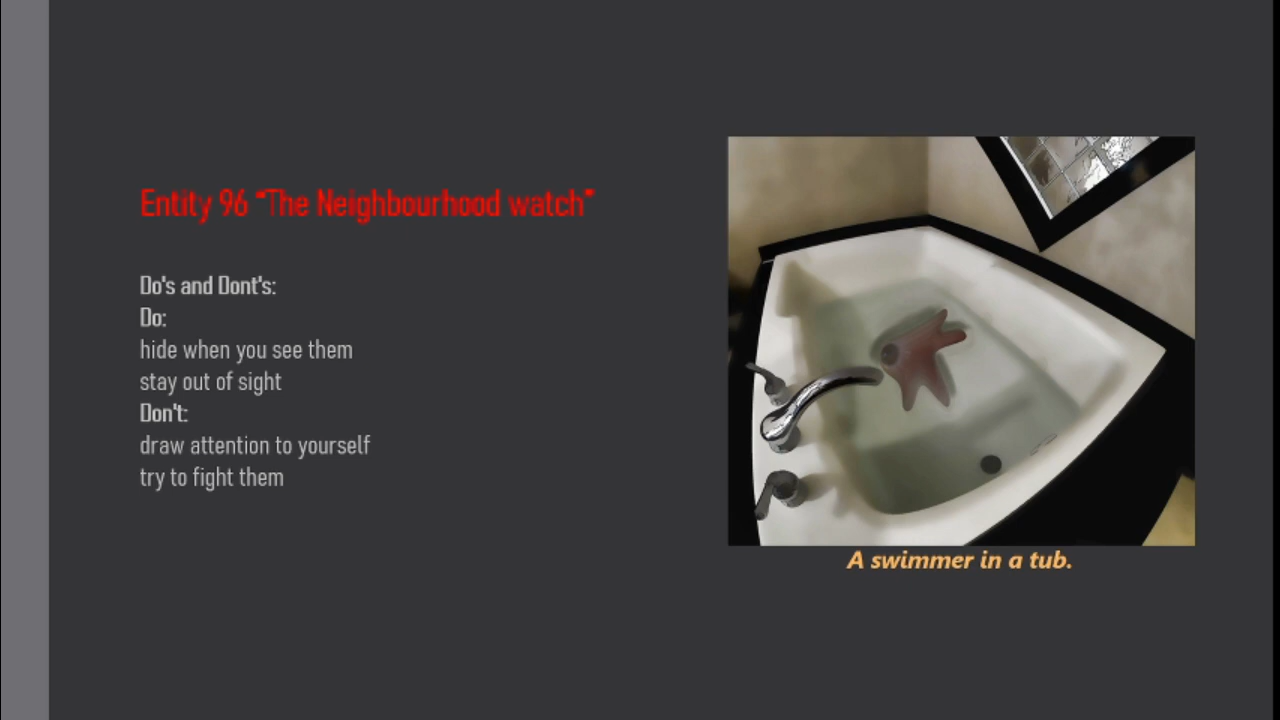 Entity 96 “The Neighbourhood watch”
Do's and Dont's:
Do:
hide when you see them
stay out of sight
Don't:
draw attention to yourself
try to fight them
A swimmer in a tub.